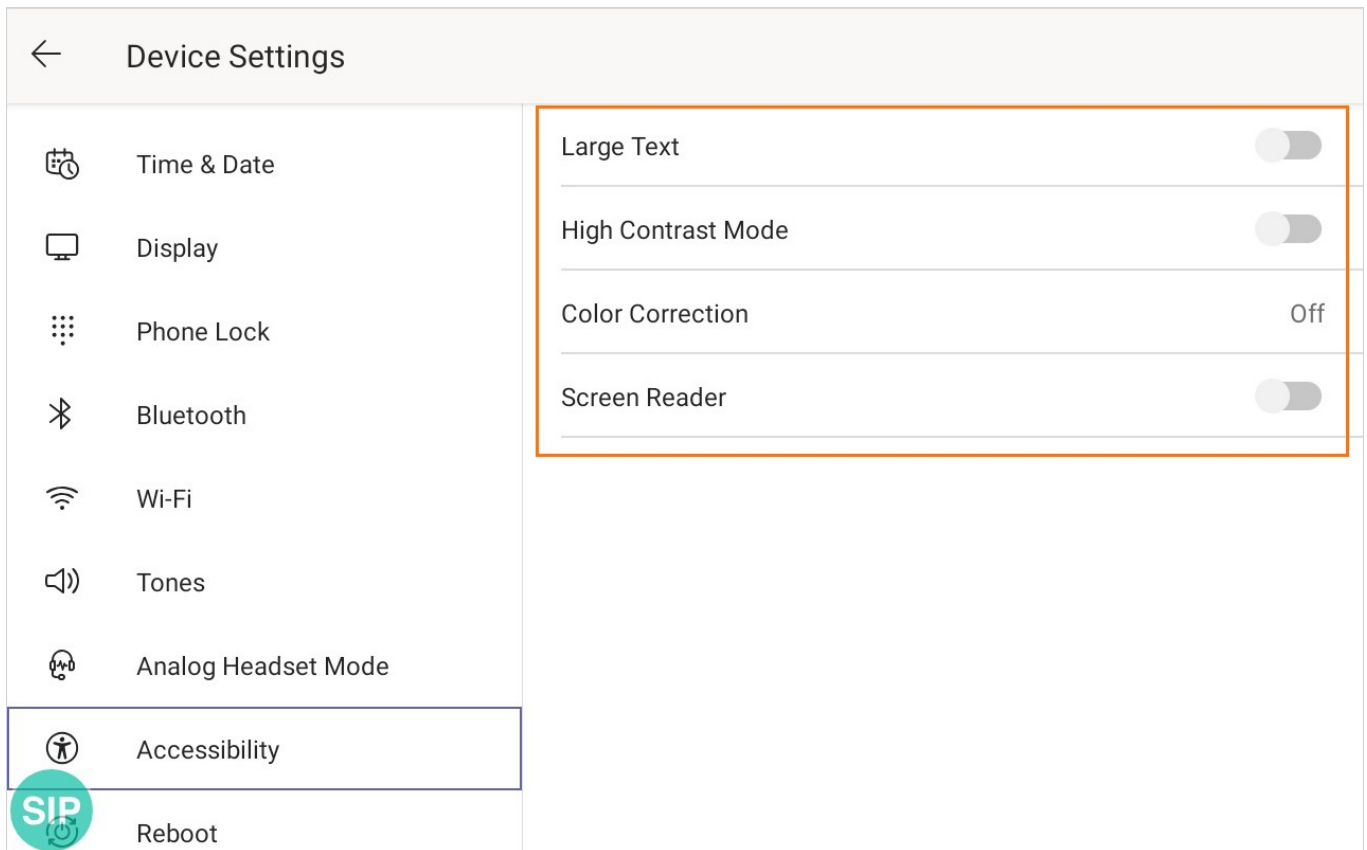 Device Settings
Time & Date
Display
Phone Lock
Bluetooth
Wi-Fi
Tones
Analog Headset Mode
Accessibility
SIP
Reboot
Large Text
High Contrast Mode
Color Correction Off
Screen Reader